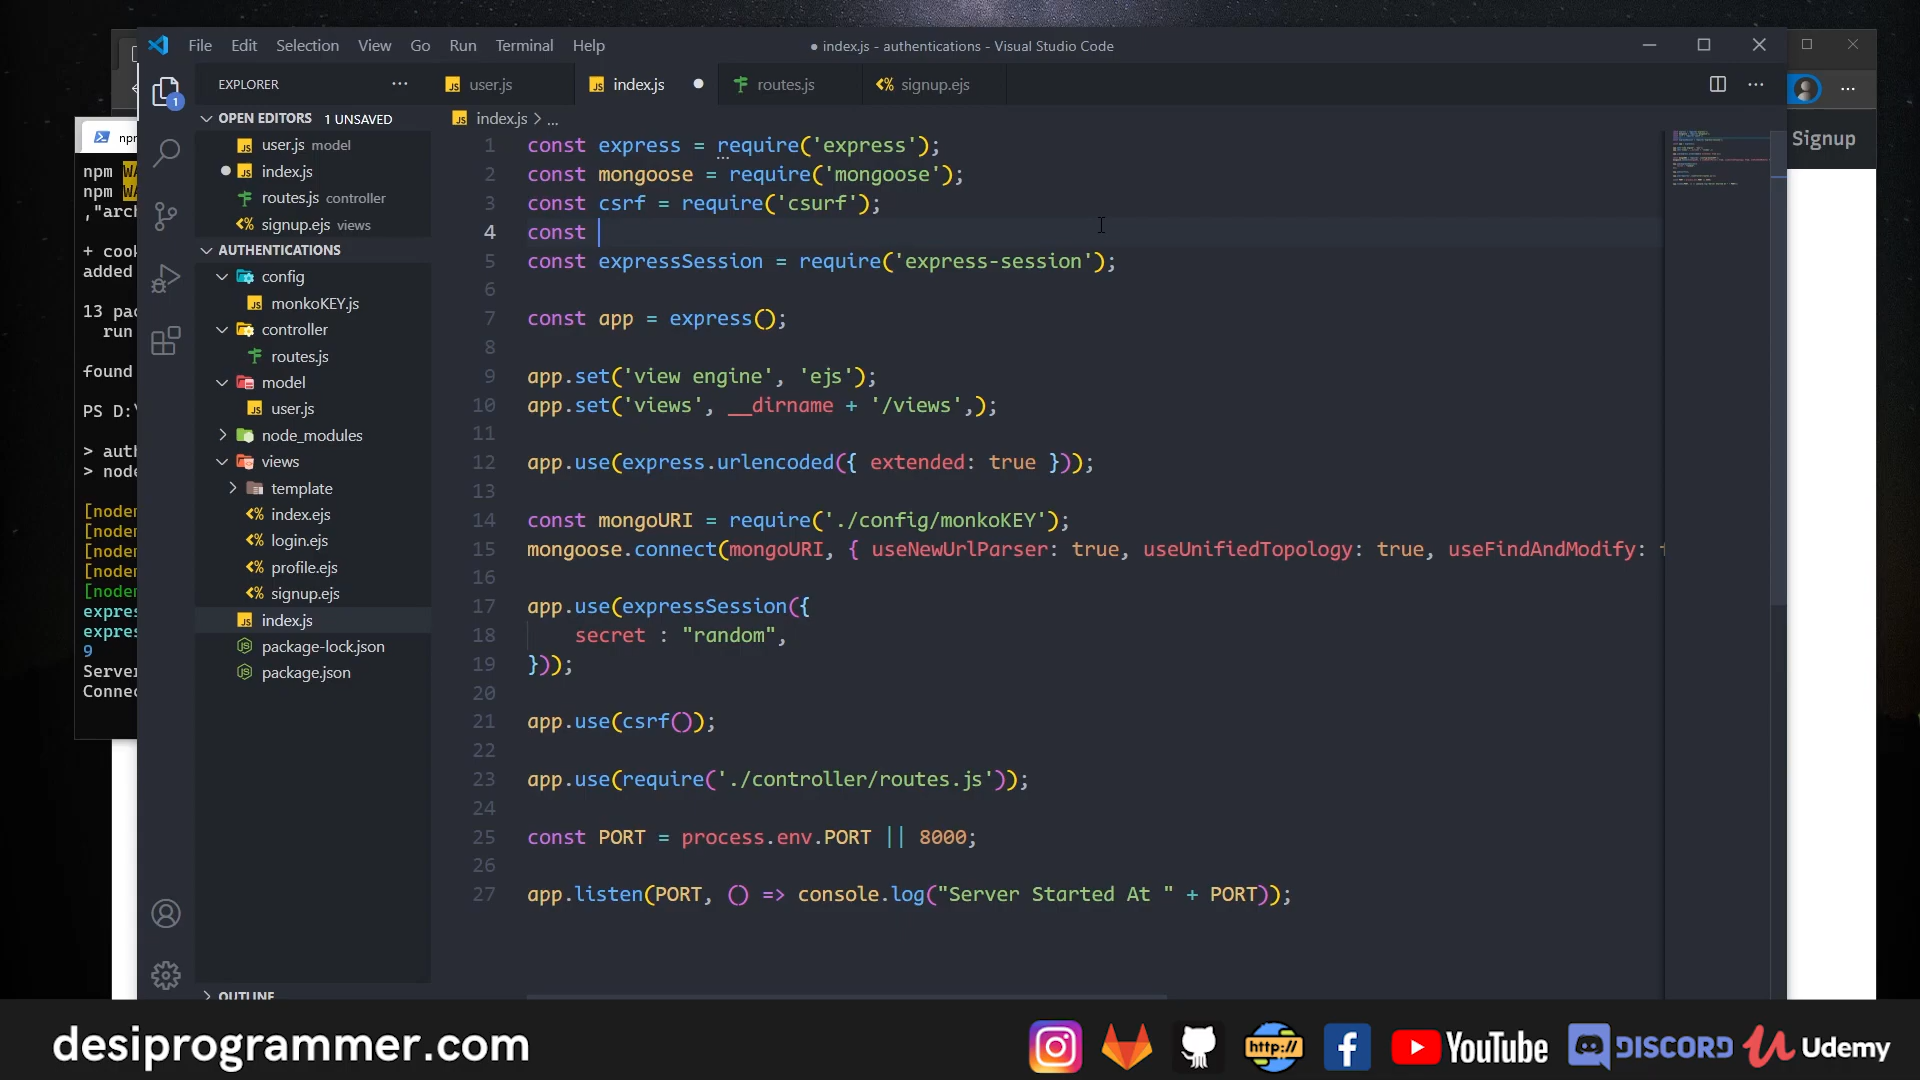 File Edit Selection View Go Run Terminal Help
● index.js - authentications - Visual Studio Code
EXPLORER
user.js
index.js
routes.js
signup.ejs
1
OPEN EDITORS 1 UNSAVED
user.js model
index.js
routes.js controller
signup.ejs views
AUTHENTICATIONS
config
monkoKEY.js
controller
routes.js
model
user.js
node_modules
views
template
index.ejs
login.ejs
profile.ejs
signup.ejs
index.js
package-lock.json
package.json
OUTLINE
index.js > ...
1 const express = require('express');
2 const mongoose = require('mongoose');
3 const csrf = require('csurf');
4 const
5 const expressSession = require('express-session');
6
7 const app = express();
8
9 app.set('view engine', 'ejs');
10 app.set('views', __dirname + '/views',);
11
12 app.use(express.urlencoded({ extended: true }));
13
14 const mongoURI = require('./config/monkoKEY');
15 mongoose.connect(mongoURI, { useNewUrlParser: true, useUnifiedTopology: true, useFindAndModify:
16
17 app.use(expressSession({
18 secret : "random",
19 }));
20
21 app.use(csrf());
22
23 app.use(require('./controller/routes.js'));
24
25 const PORT = process.env.PORT || 8000;
26
27 app.listen(PORT, () => console.log("Server Started At " + PORT));
Signup
npm
npm WA
npm WA
,"arch
+ cook
added
13 pac
run
found
PS D:\
> auth
> node
[nodem
[nodem
[nodem
[nodem
[nodem
expres
expres
9
Server
Connec
desiprogrammer.com
http://
YouTube
DISCORD
Udemy